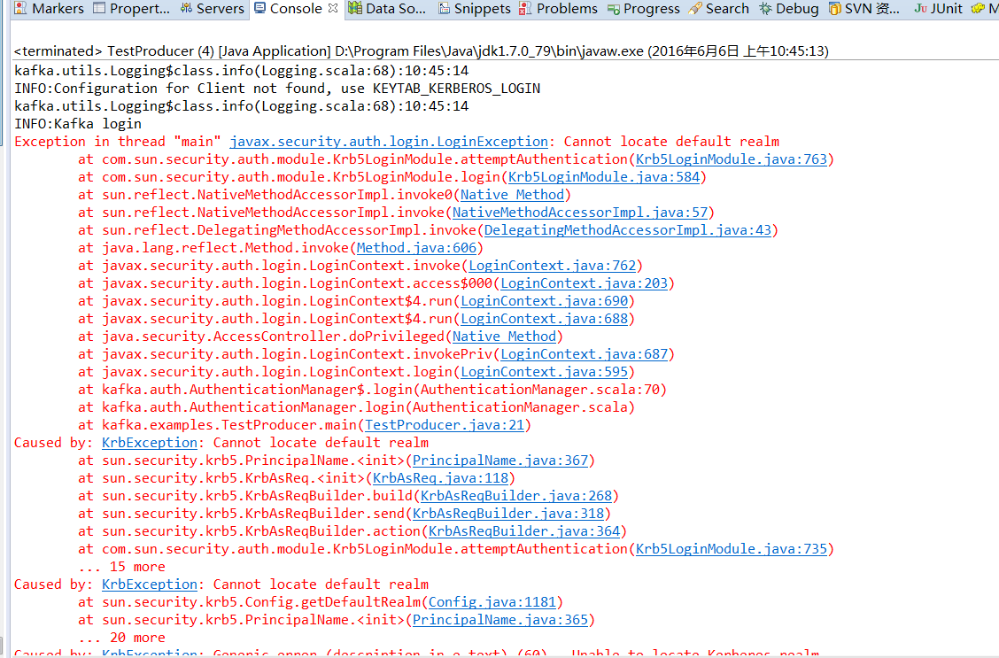 Markers Propert... Servers Console Data So... Snippets Problems Progress Search Debug SVN 资... Ju JUnit M
<terminated> TestProducer (4) [Java Application] D:\Program Files\Java\jdk1.7.0_79\bin\javaw.exe (2016年6月6日 上午10:45:13)
kafka.utils.Logging$class.info(Logging.scala:68):10:45:14
INFO:Configuration for Client not found, use KEYTAB_KERBEROS_LOGIN
kafka.utils.Logging$class.info(Logging.scala:68):10:45:14
INFO:Kafka login
Exception in thread "main" javax.security.auth.login.LoginException: Cannot locate default realm
at com.sun.security.auth.module.Krb5LoginModule.attemptAuthentication(Krb5LoginModule.java:763)
at com.sun.security.auth.module.Krb5LoginModule.login(Krb5LoginModule.java:584)
at sun.reflect.NativeMethodAccessorImpl.invoke0(Native Method)
at sun.reflect.NativeMethodAccessorImpl.invoke(NativeMethodAccessorImpl.java:57)
at sun.reflect.DelegatingMethodAccessorImpl.invoke(DelegatingMethodAccessorImpl.java:43)
at java.lang.reflect.Method.invoke(Method.java:606)
at javax.security.auth.login.LoginContext.invoke(LoginContext.java:762)
at javax.security.auth.login.LoginContext.access$000(LoginContext.java:203)
at javax.security.auth.login.LoginContext$4.run(LoginContext.java:690)
at javax.security.auth.login.LoginContext$4.run(LoginContext.java:688)
at java.security.AccessController.doPrivileged(Native Method)
at javax.security.auth.login.LoginContext.invokePriv(LoginContext.java:687)
at javax.security.auth.login.LoginContext.login(LoginContext.java:595)
at kafka.auth.AuthenticationManager$.login(AuthenticationManager.scala:70)
at kafka.auth.AuthenticationManager.login(AuthenticationManager.scala)
at kafka.examples.TestProducer.main(TestProducer.java:21)
Caused by: KrbException: Cannot locate default realm
at sun.security.krb5.PrincipalName.<init>(PrincipalName.java:367)
at sun.security.krb5.KrbAsReq.<init>(KrbAsReq.java:118)
at sun.security.krb5.KrbAsReqBuilder.build(KrbAsReqBuilder.java:268)
at sun.security.krb5.KrbAsReqBuilder.send(KrbAsReqBuilder.java:318)
at sun.security.krb5.KrbAsReqBuilder.action(KrbAsReqBuilder.java:364)
at com.sun.security.auth.module.Krb5LoginModule.attemptAuthentication(Krb5LoginModule.java:735)
... 15 more
Caused by: KrbException: Cannot locate default realm
at sun.security.krb5.Config.getDefaultRealm(Config.java:1181)
at sun.security.krb5.PrincipalName.<init>(PrincipalName.java:365)
... 20 more
Caused by: KrbException: Generic error (description in e-text) (60) - Unable to locate Kerberos realm